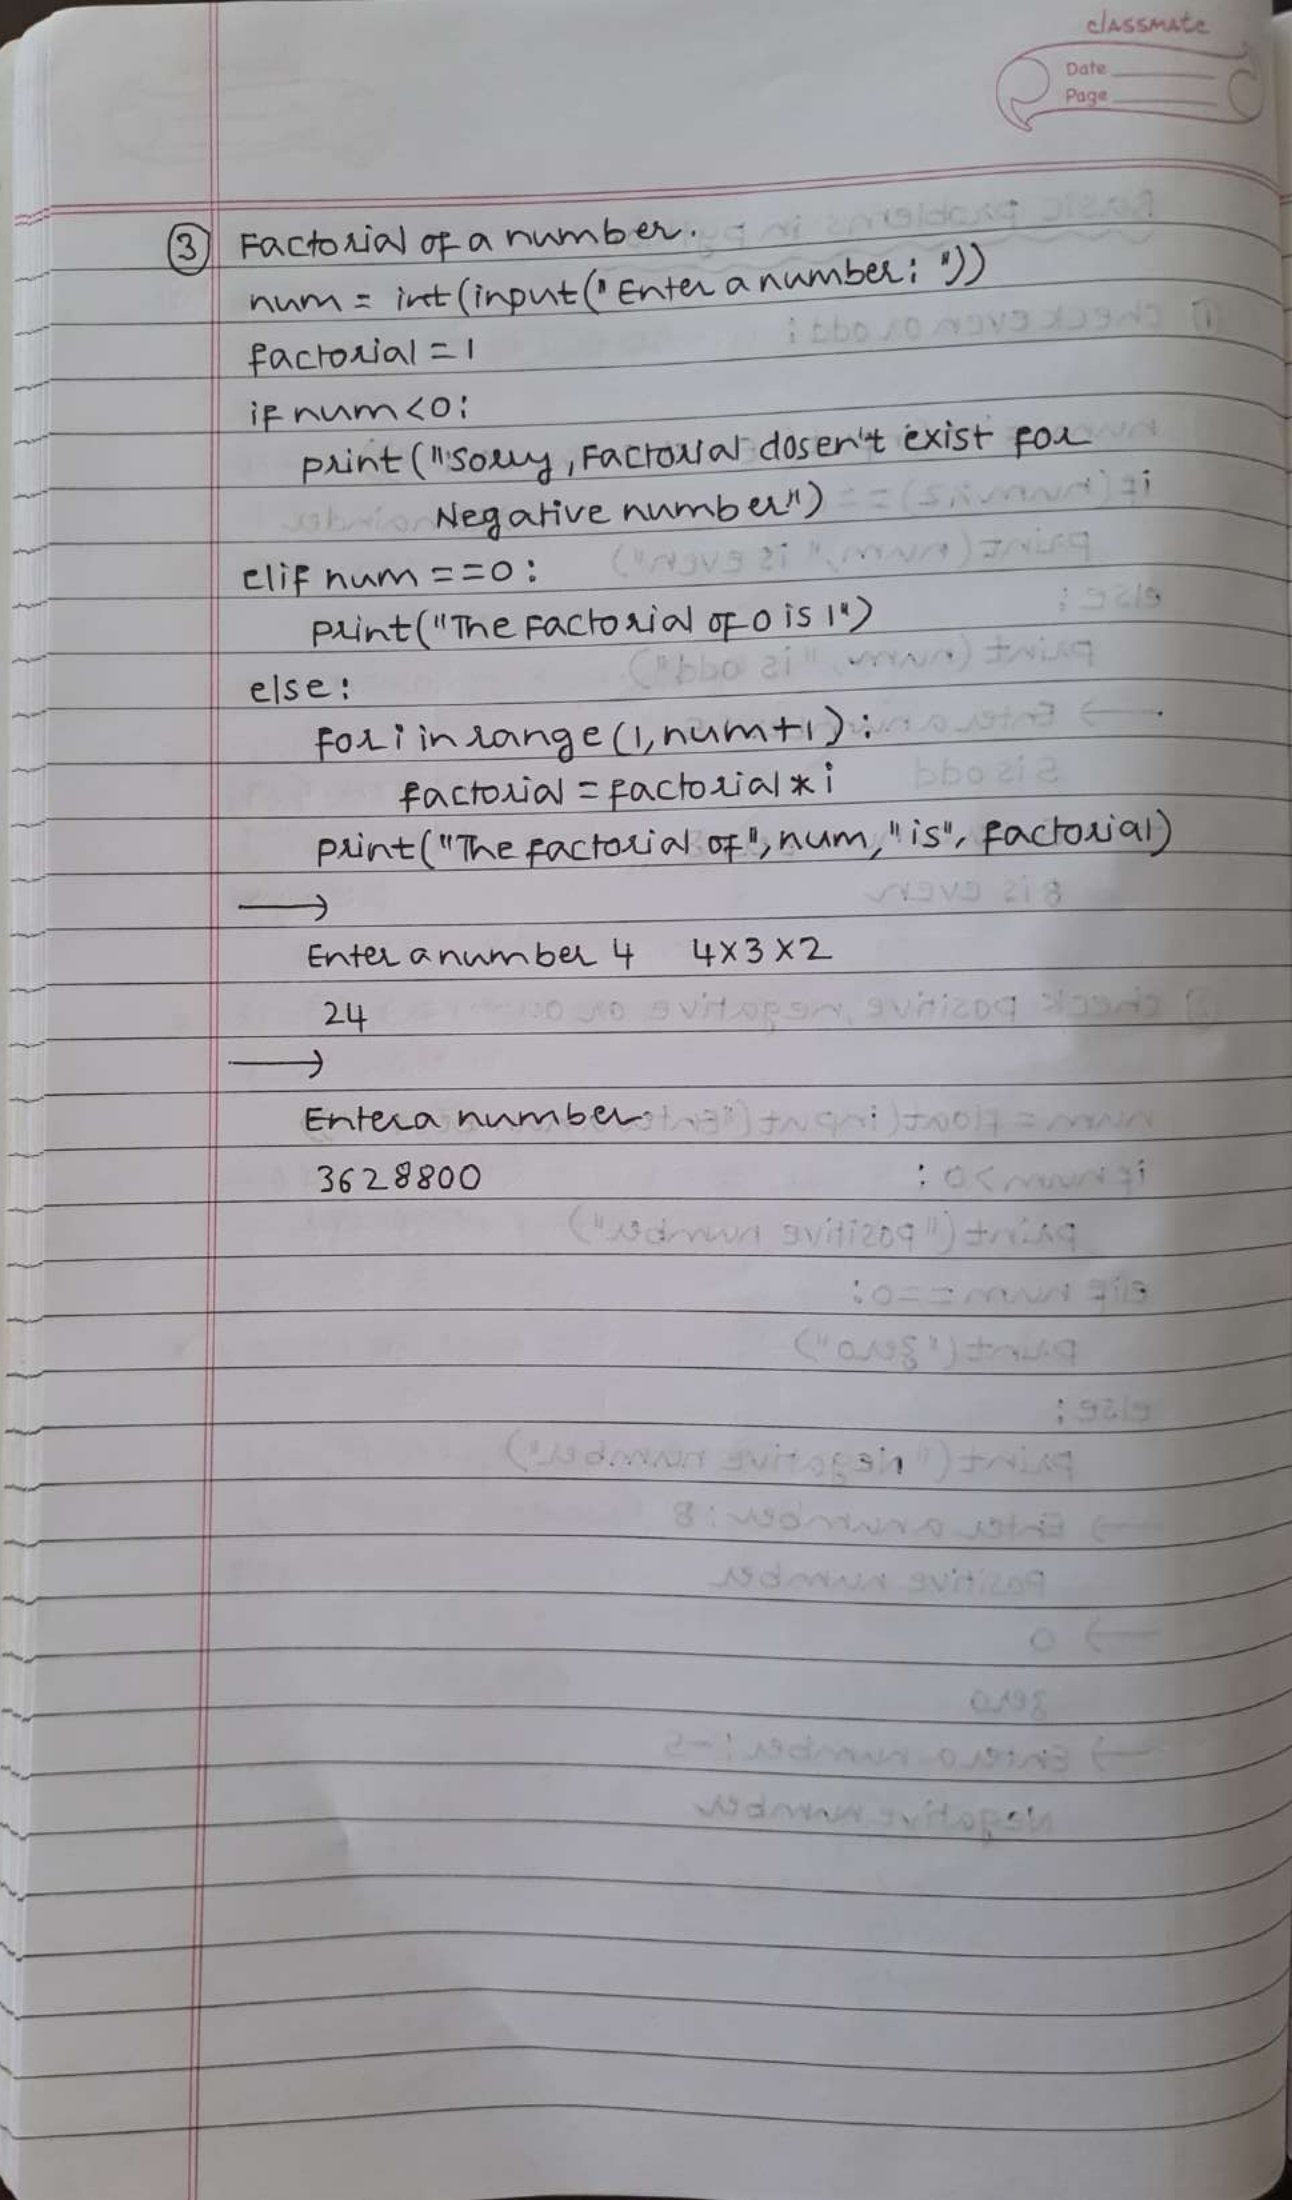 classmate
Date
Page
③ Factorial of a number.
num = int(input("Enter a number: "))
factorial = 1
if num<0:
print("Sorry, Factorial dosen't exist for
Negative number")
elif num==0:
print("The Factorial of 0 is 1")
else:
for i in range(1, num+1):
factorial = factorial * i
print("The factorial of", num, "is", factorial)
→
Enter a number 4 4x3x2
24
→
Enter a number
3628800